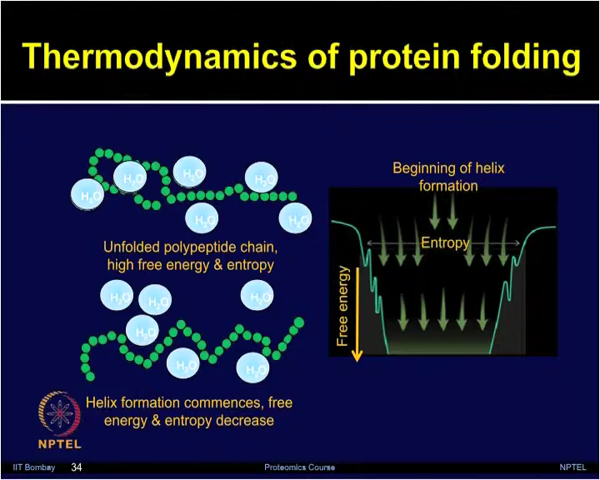 Thermodynamics of protein folding
H₂O
H₂O
H₂O
H₂O
H₂O
H₂O
Unfolded polypeptide chain,
high free energy & entropy
H₂O
H₂O
H₂O
H₂O
H₂O
H₂O
Helix formation commences, free
energy & entropy decrease
Beginning of helix
formation
Entropy
Free energy
NPTEL
IIT Bombay
34
Proteomics Course
NPTEL